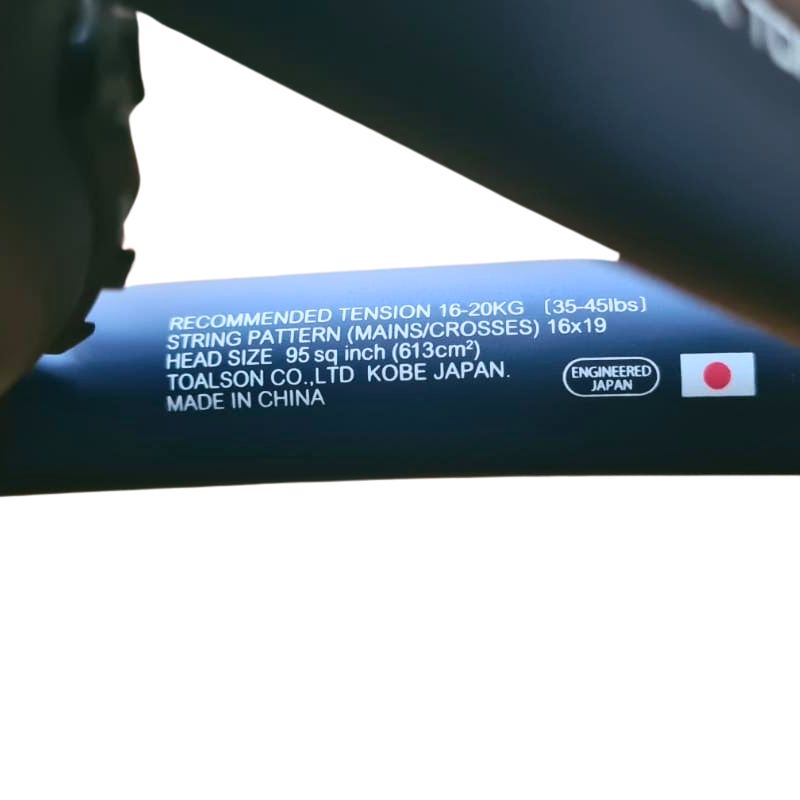 RECOMMENDED TENSION 16-20KG [35-45lbs]
STRING PATTERN (MAINS/CROSSES) 16x19
HEAD SIZE 95 sq inch (613cm²)
TOALSON CO.,LTD KOBE JAPAN.
MADE IN CHINA
ENGINEERED
JAPAN